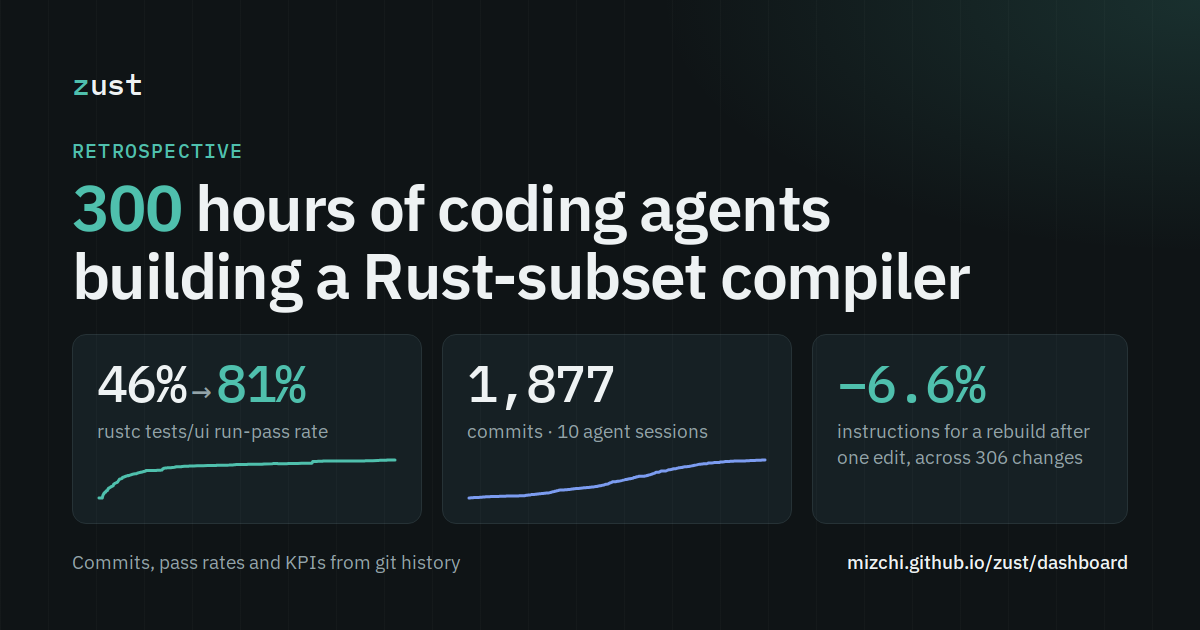 zust
RETROSPECTIVE
300 hours of coding agents
building a Rust-subset compiler
46%→81%
rustc tests/ui run-pass rate
1,877
commits · 10 agent sessions
−6.6%
instructions for a rebuild after
one edit, across 306 changes
Commits, pass rates and KPIs from git history
mizchi.github.io/zust/dashboard